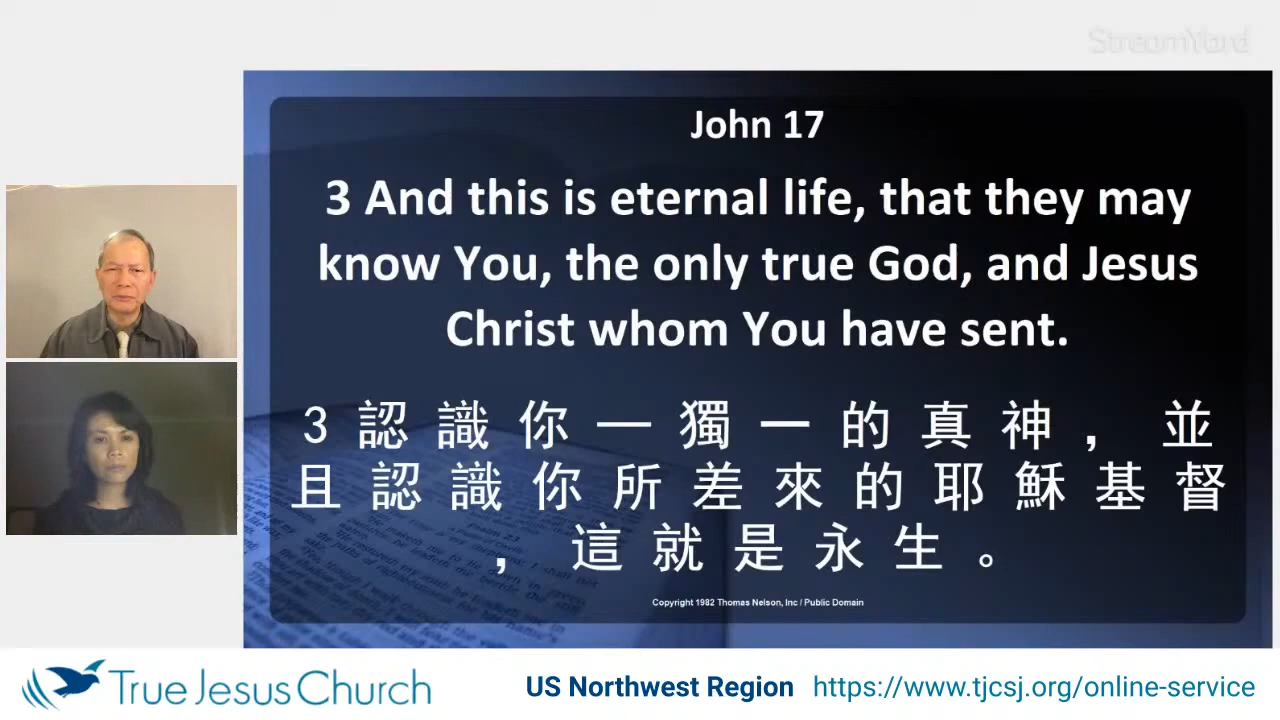 StreamYard
John 17
3 And this is eternal life, that they may
know You, the only true God, and Jesus
Christ whom You have sent.
3 認 識 你 ─ 獨 一 的 真 神 ， 並
且 認 識 你 所 差 來 的 耶 穌 基 督
， 這 就 是 永 生 。
Copyright 1982 Thomas Nelson, Inc / Public Domain
True Jesus Church
US Northwest Region https://www.tjcsj.org/online-service